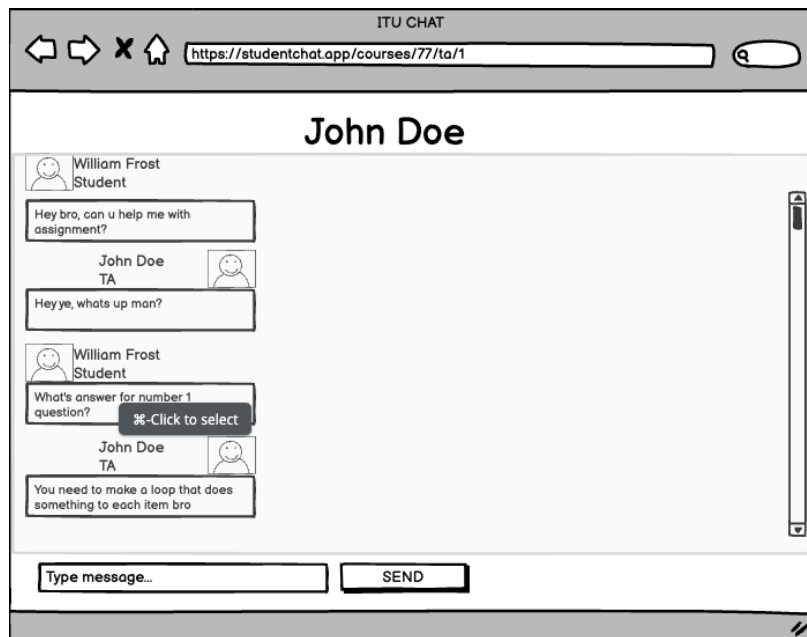 ITU CHAT
https://studentchat.app/courses/77/ta/1
John Doe
William Frost
Student
Hey bro, can u help me with
assignment?
John Doe
TA
Hey ye, whats up man?
William Frost
Student
What's answer for number 1
question?
⌘-Click to select
John Doe
TA
You need to make a loop that does
something to each item bro
Type message...
SEND